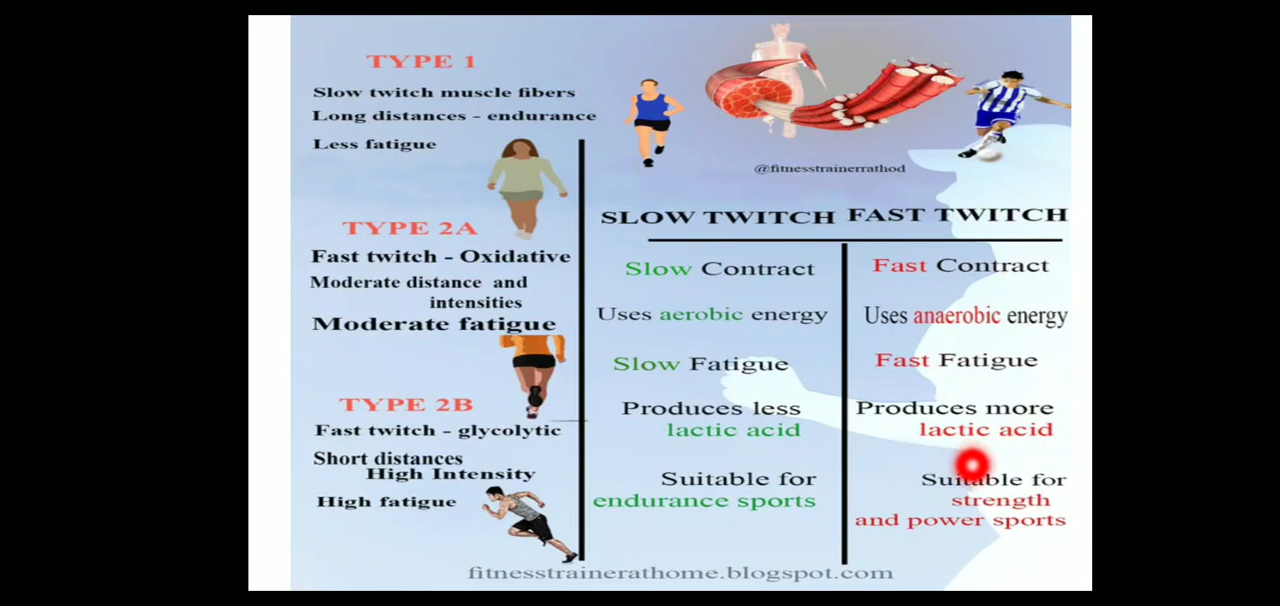 TYPE 1
Slow twitch muscle fibers
Long distances - endurance
Less fatigue
TYPE 2A
Fast twitch - Oxidative
Moderate distance and
intensities
Moderate fatigue
TYPE 2B
Fast twitch - glycolytic
Short distances
High Intensity
High fatigue
@fitnesstrainerrathod
SLOW TWITCH
Slow Contract
Uses aerobic energy
Slow Fatigue
Produces less
lactic acid
Suitable for
endurance sports
FAST TWITCH
Fast Contract
Uses anaerobic energy
Fast Fatigue
Produces more
lactic acid
Suitable for
strength
and power sports
fitnesstrainerathome.blogspot.com